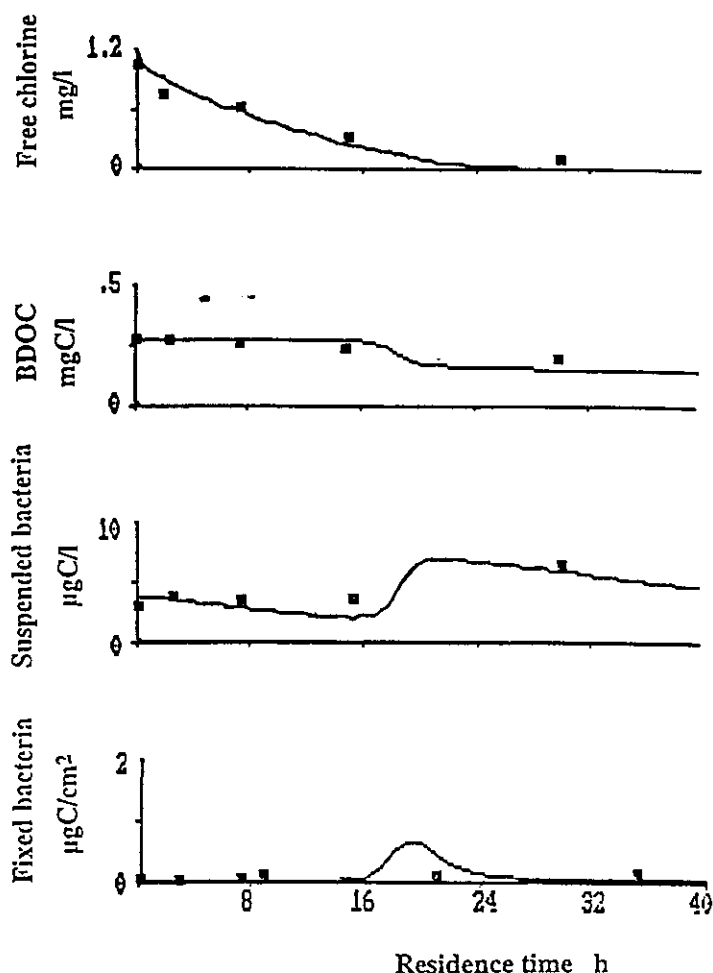 Free chlorine
mg/l
1.2
0
BDOC
mgC/l
.5
0
Suspended bacteria
µgC/l
10
0
Fixed bacteria
µgC/cm²
2
0
8 16 24 32 40
Residence time h